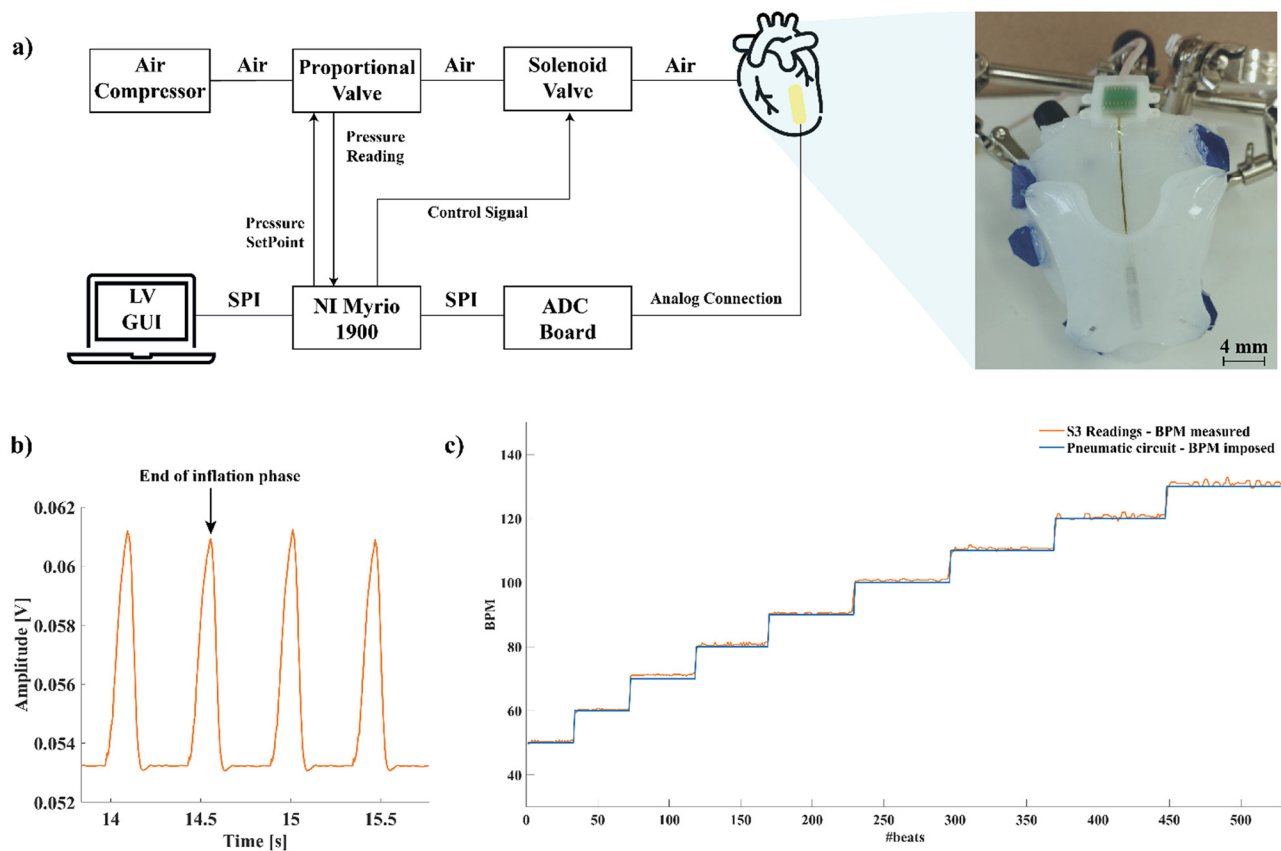 a)
Air
Compressor
Air
Proportional
Valve
Air
Solenoid
Valve
Air
Pressure
Reading
Pressure
SetPoint
Control Signal
LV
GUI
SPI
NI Myrio
1900
SPI
ADC
Board
Analog Connection
4 mm
b)
End of inflation phase
0.062
0.06
0.058
0.056
0.054
0.052
Amplitude [V]
14
14.5
15
15.5
Time [s]
c)
S3 Readings - BPM measured
Pneumatic circuit - BPM imposed
140
120
100
80
60
40
BPM
0
50
100
150
200
250
300
350
400
450
500
#beats